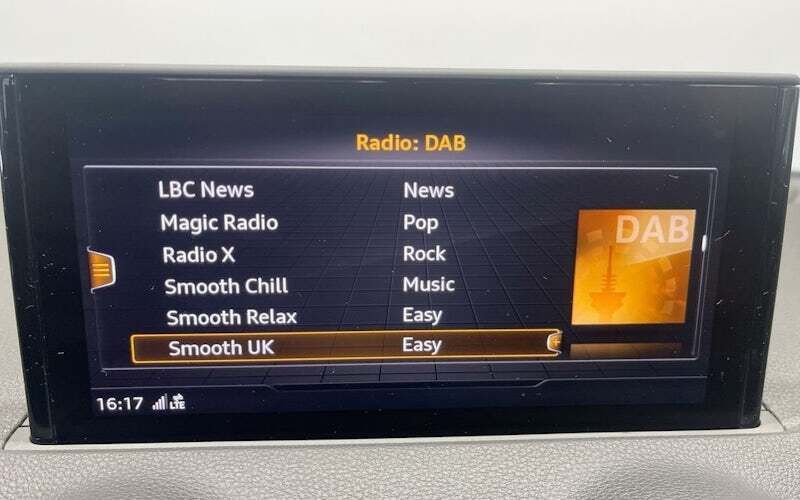 Radio: DAB
LBC News News
Magic Radio Pop
Radio X Rock
Smooth Chill Music
Smooth Relax Easy
Smooth UK Easy
DAB
16:17 LTE